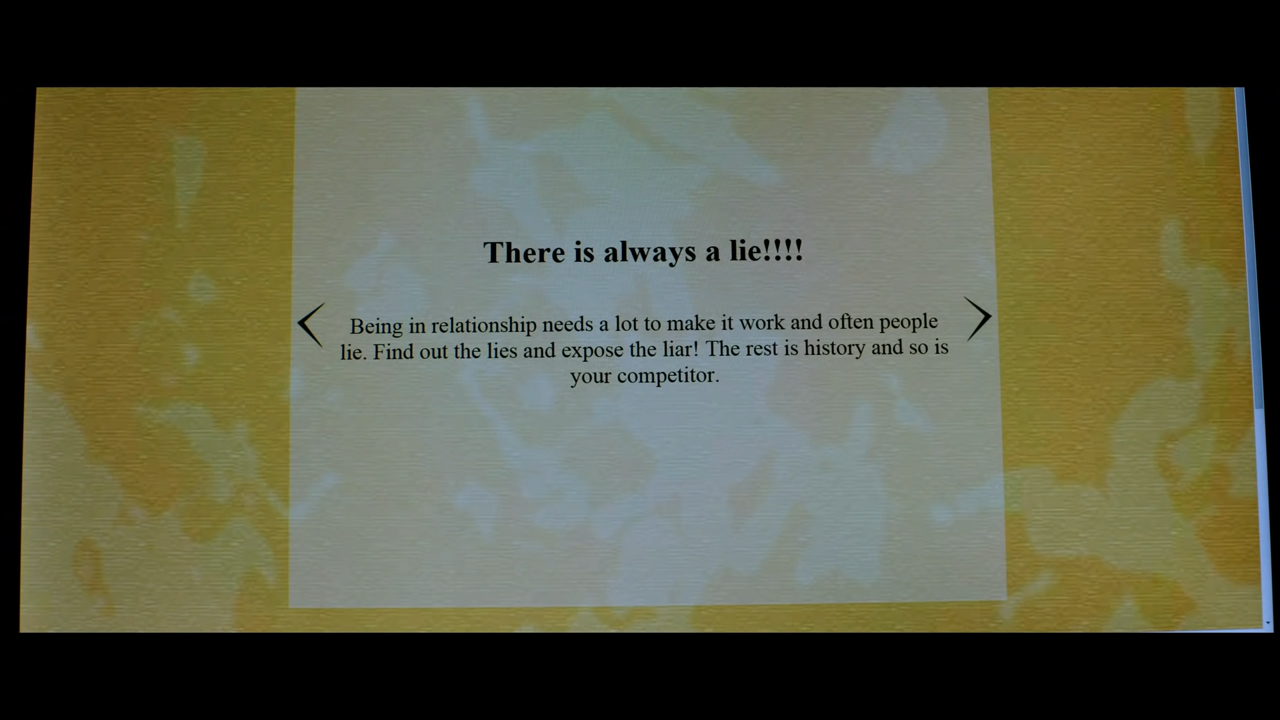 There is always a lie!!!!
Being in relationship needs a lot to make it work and often people
lie. Find out the lies and expose the liar! The rest is history and so is
your competitor.